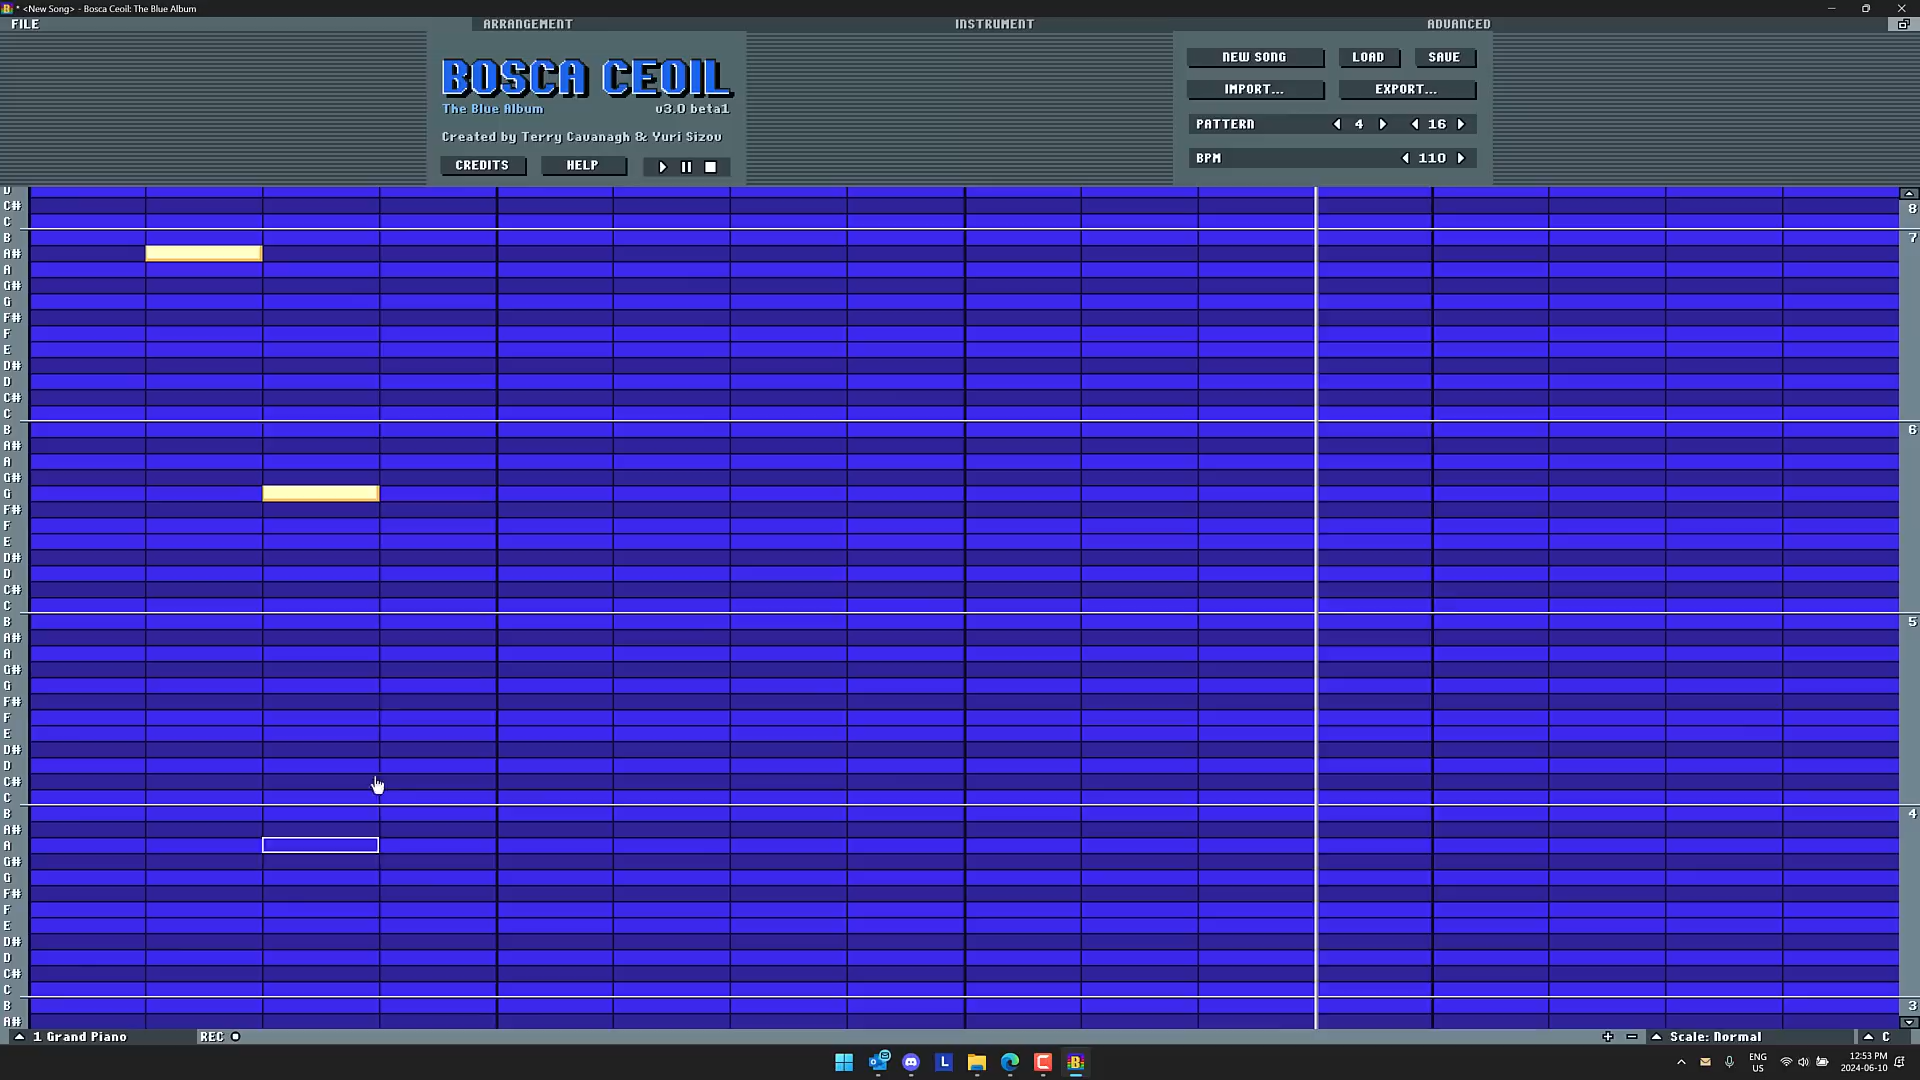 * <New Song> - Bosca Ceoil: The Blue Album
FILE
ARRANGEMENT
INSTRUMENT
ADVANCED
BOSCA CEOIL
The Blue Album
v3.0 beta1
Created by Terry Cavanagh & Yuri Sizov
CREDITS
HELP
NEW SONG
LOAD
SAVE
IMPORT...
EXPORT...
PATTERN
4
16
BPM
110
D
C#
C
8
B
7
A#
A
G#
G
F#
F
E
D#
D
C#
C
B
6
A#
A
G#
G
F#
F
E
D#
D
C#
C
B
5
A#
A
G#
G
F#
F
E
D#
D
C#
C
B
4
A#
A
G#
G
F#
F
E
D#
D
C#
C
B
3
A#
1 Grand Piano
REC
Scale: Normal
C
L
B
ENG
US
12:53 PM
2024-06-10